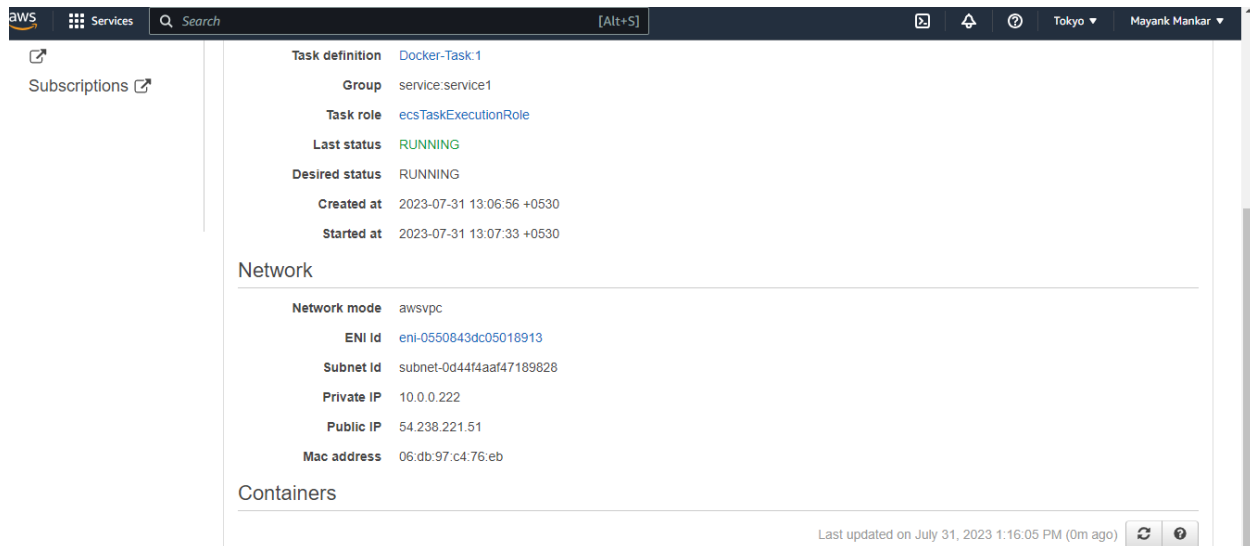 aws Services Search [Alt+S] Tokyo ▼ Mayank Mankar ▼
Subscriptions
Task definition Docker-Task:1
Group service:service1
Task role ecsTaskExecutionRole
Last status RUNNING
Desired status RUNNING
Created at 2023-07-31 13:06:56 +0530
Started at 2023-07-31 13:07:33 +0530
Network
Network mode awsvpc
ENI Id eni-0550843dc05018913
Subnet Id subnet-0d44f4aaf47189828
Private IP 10.0.0.222
Public IP 54.238.221.51
Mac address 06:db:97:c4:76:eb
Containers
Last updated on July 31, 2023 1:16:05 PM (0m ago)